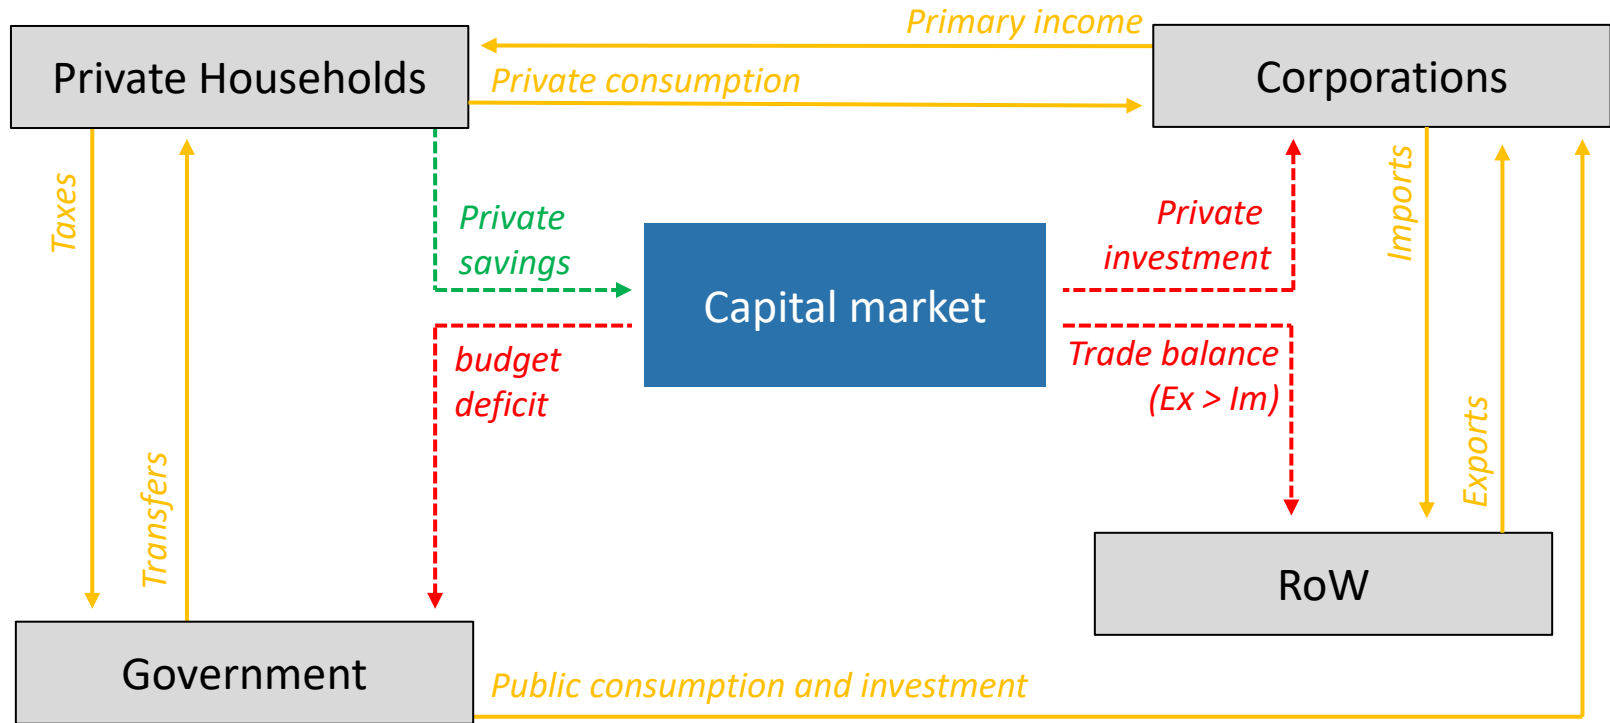 Primary income
Private Households
Private consumption
Corporations
Taxes
Transfers
Private
savings
budget
deficit
Capital market
Private
investment
Trade balance
(Ex > Im)
Imports
Exports
RoW
Government
Public consumption and investment